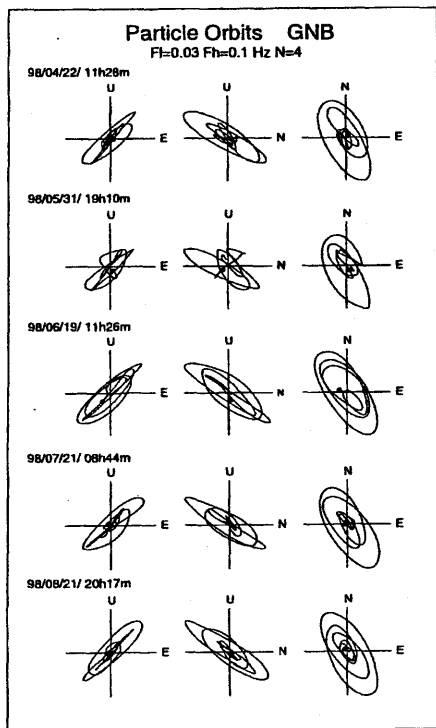 Particle Orbits GNB
Fl=0.03 Fh=0.1 Hz N=4
98/04/22/ 11h28m
U U N
E N E
98/05/31/ 19h10m
U U N
E N E
98/06/19/ 11h26m
U U N
E N E
98/07/21/ 08h44m
U U N
E N E
98/08/21/ 20h17m
U U N
E N E